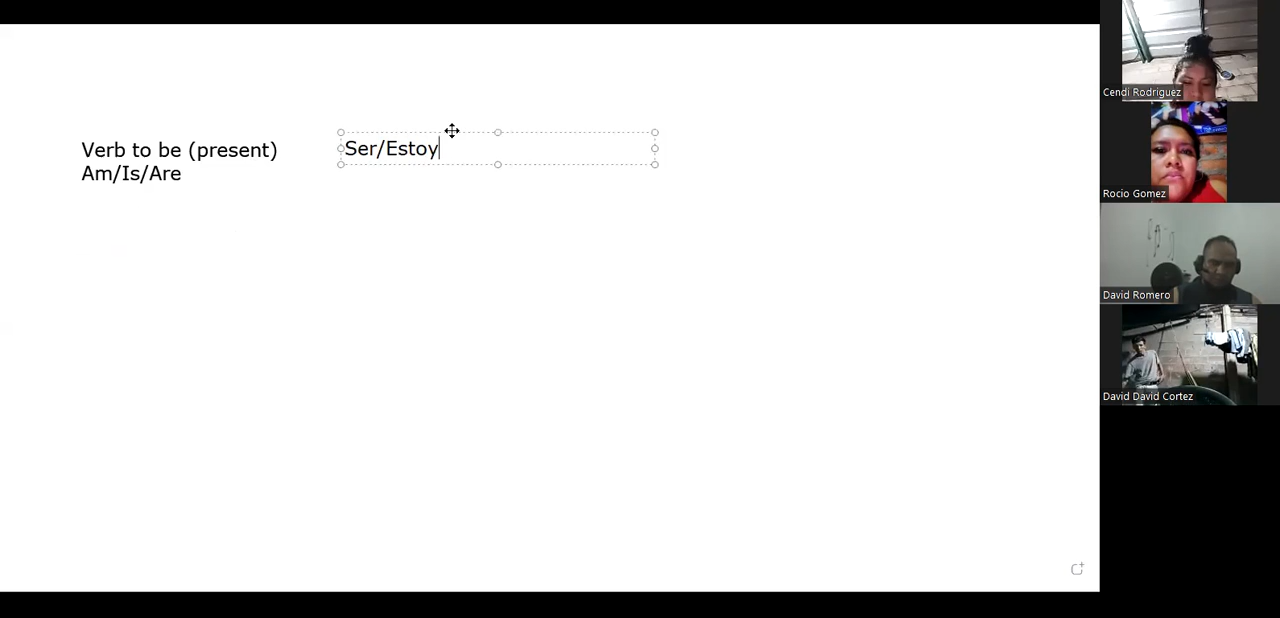 Verb to be (present)
Am/Is/Are
Ser/Estoy
Cendi Rodriguez
Rocio Gomez
David Romero
David David Cortez